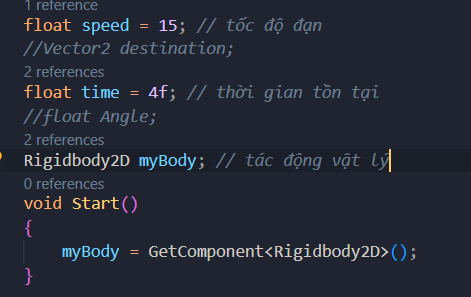 1 reference
float speed = 15; // tốc độ đạn
//Vector2 destination;
2 references
float time = 4f; // thời gian tồn tại
//float Angle;
2 references
Rigidbody2D myBody; // tác động vật lý
0 references
void Start()
{
myBody = GetComponent<Rigidbody2D>();
}